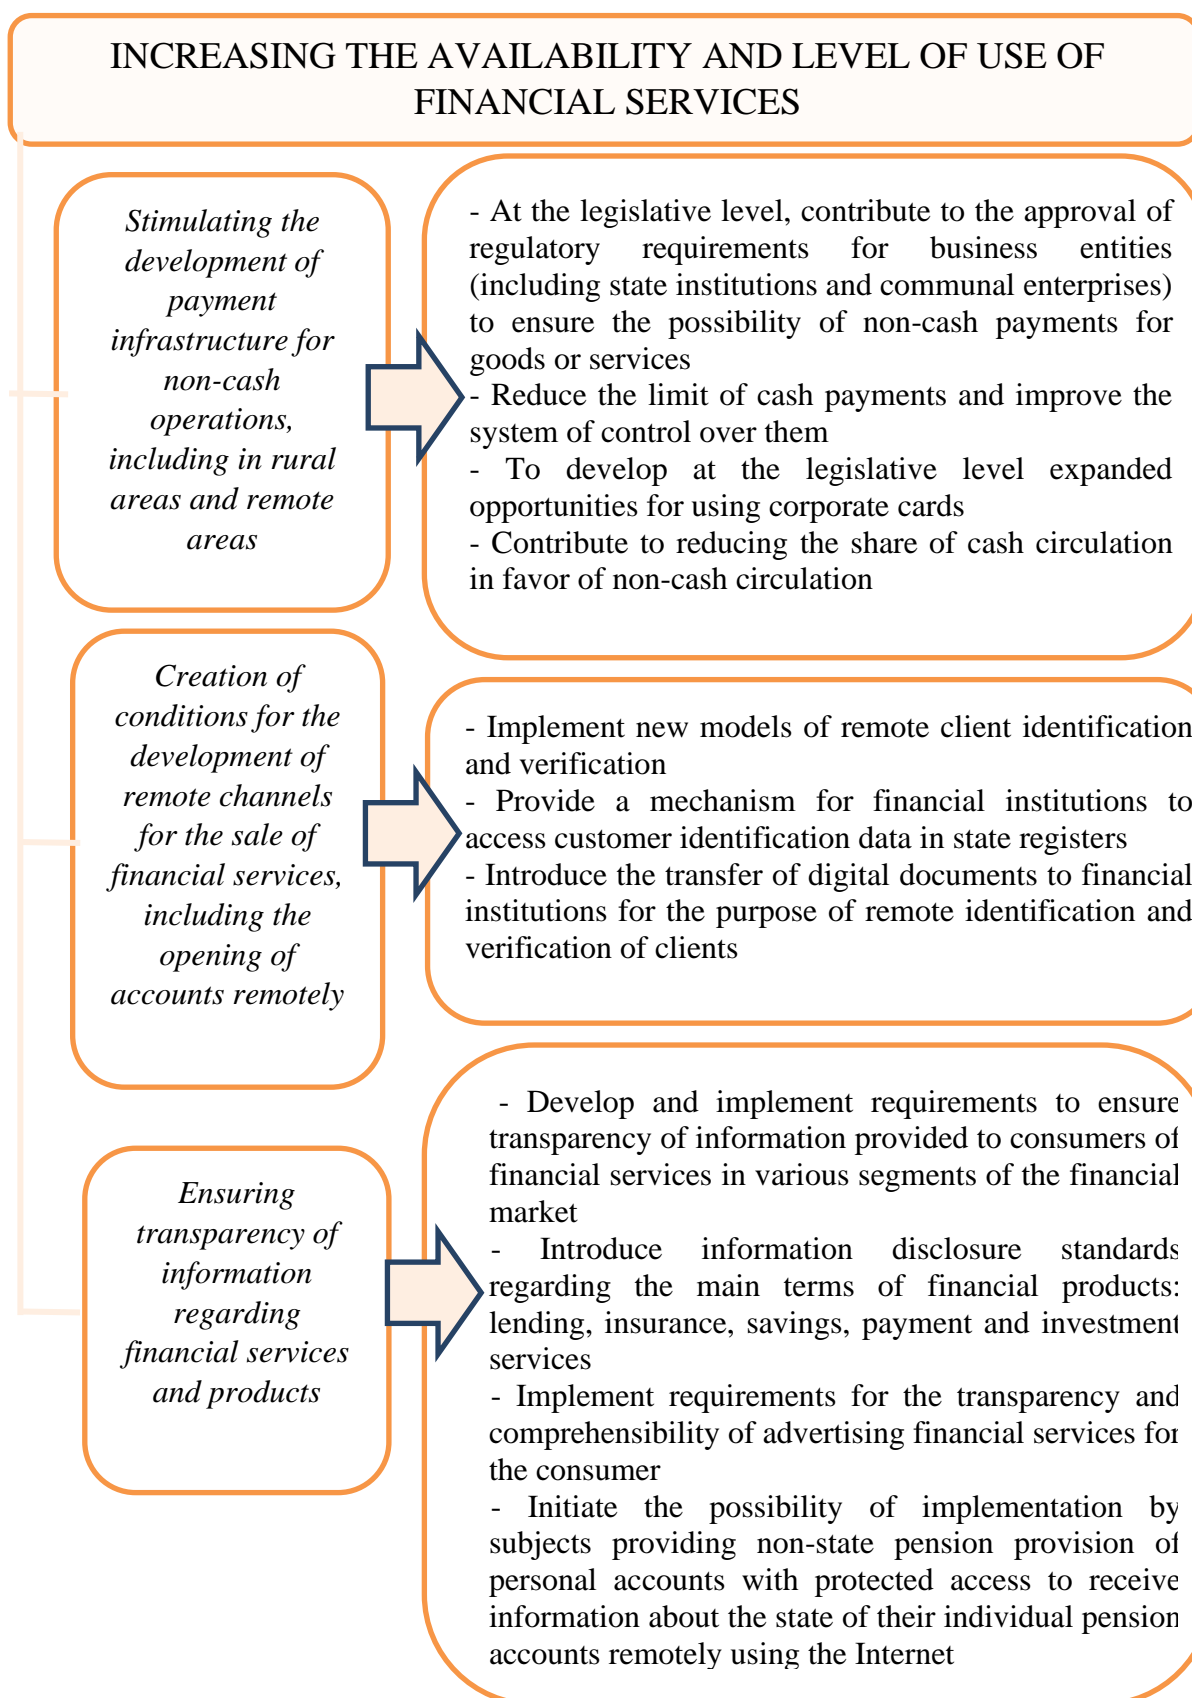 INCREASING THE AVAILABILITY AND LEVEL OF USE OF
FINANCIAL SERVICES
Stimulating the
development of
payment
infrastructure for
non-cash
operations,
including in rural
areas and remote
areas
- At the legislative level, contribute to the approval of
regulatory requirements for business entities
(including state institutions and communal enterprises)
to ensure the possibility of non-cash payments for
goods or services
- Reduce the limit of cash payments and improve the
system of control over them
- To develop at the legislative level expanded
opportunities for using corporate cards
- Contribute to reducing the share of cash circulation
in favor of non-cash circulation
Creation of
conditions for the
development of
remote channels
for the sale of
financial services,
including the
opening of
accounts remotely
- Implement new models of remote client identification
and verification
- Provide a mechanism for financial institutions to
access customer identification data in state registers
- Introduce the transfer of digital documents to financial
institutions for the purpose of remote identification and
verification of clients
Ensuring
transparency of
information
regarding
financial services
and products
- Develop and implement requirements to ensure
transparency of information provided to consumers of
financial services in various segments of the financial
market
- Introduce information disclosure standards
regarding the main terms of financial products:
lending, insurance, savings, payment and investment
services
- Implement requirements for the transparency and
comprehensibility of advertising financial services for
the consumer
- Initiate the possibility of implementation by
subjects providing non-state pension provision of
personal accounts with protected access to receive
information about the state of their individual pension
accounts remotely using the Internet